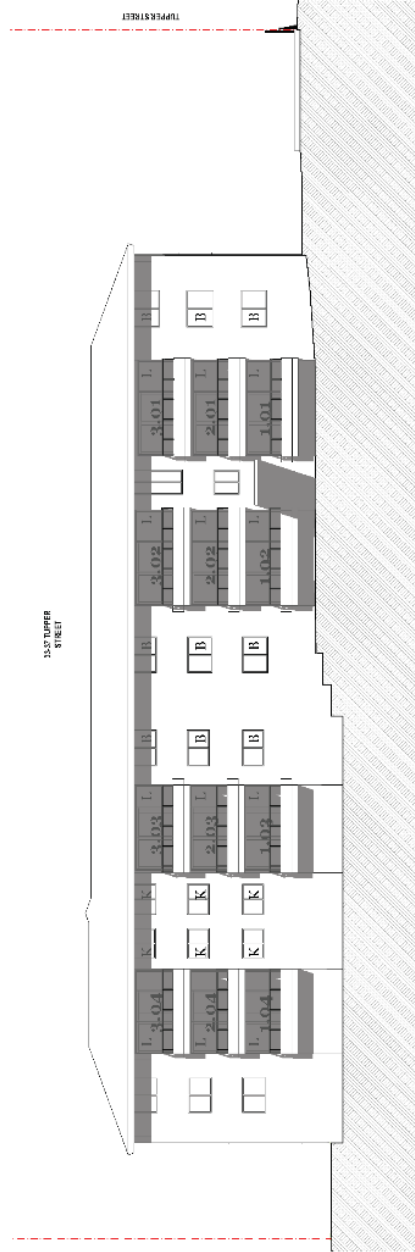 TUPPER STREET
33-37 TUPPER
STREET
L 3.04 K K 3.03 L B B 3.02 L 3.01 L B
L 2.04 K K 2.03 L B B 2.02 L 2.01 L B
L 1.04 K K 1.03 L B B 1.02 L 1.01 L B